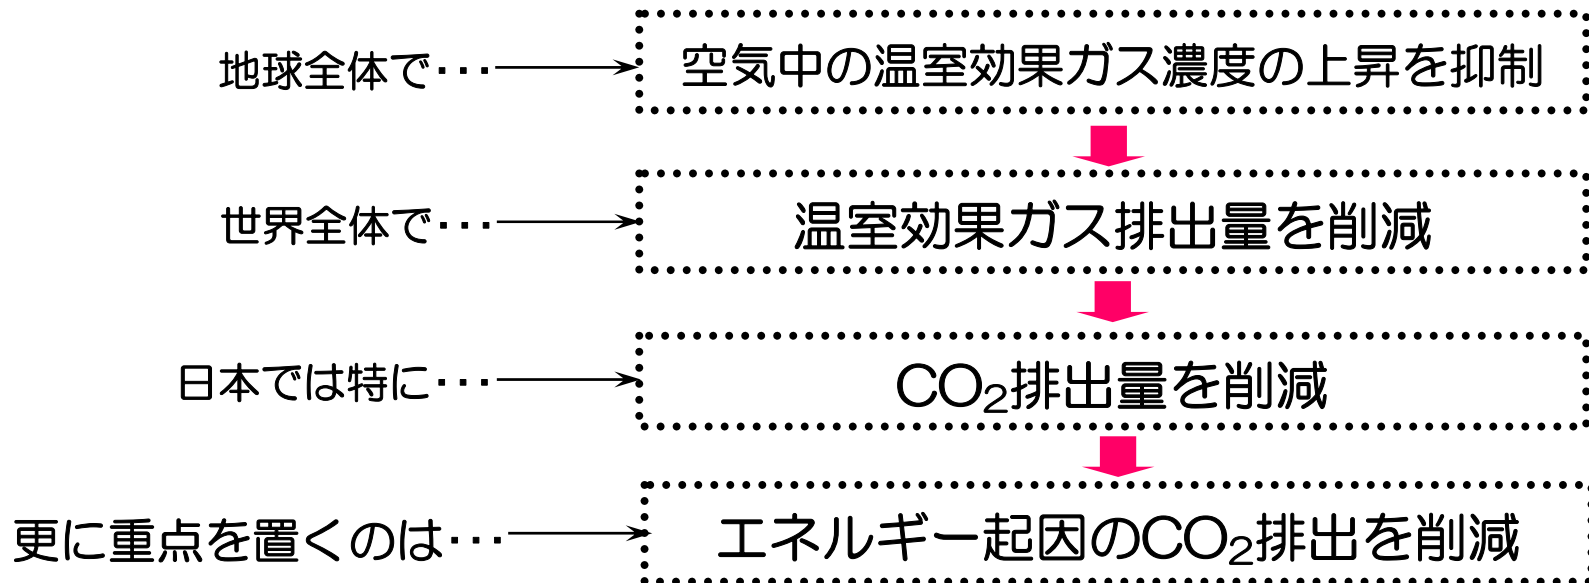 地球全体で･･･
空気中の温室効果ガス濃度の上昇を抑制
世界全体で･･･
温室効果ガス排出量を削減
日本では特に･･･
CO₂排出量を削減
更に重点を置くのは･･･
エネルギー起因のCO₂排出を削減